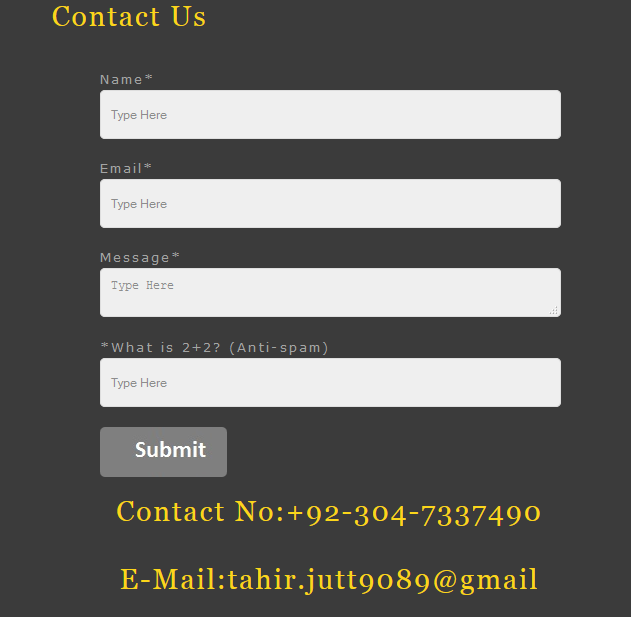 Contact Us
Name*
Type Here
Email*
Type Here
Message*
Type Here
*What is 2+2? (Anti-spam)
Type Here
Submit
Contact No:+92-304-7337490
E-Mail:tahir.jutt9089@gmail